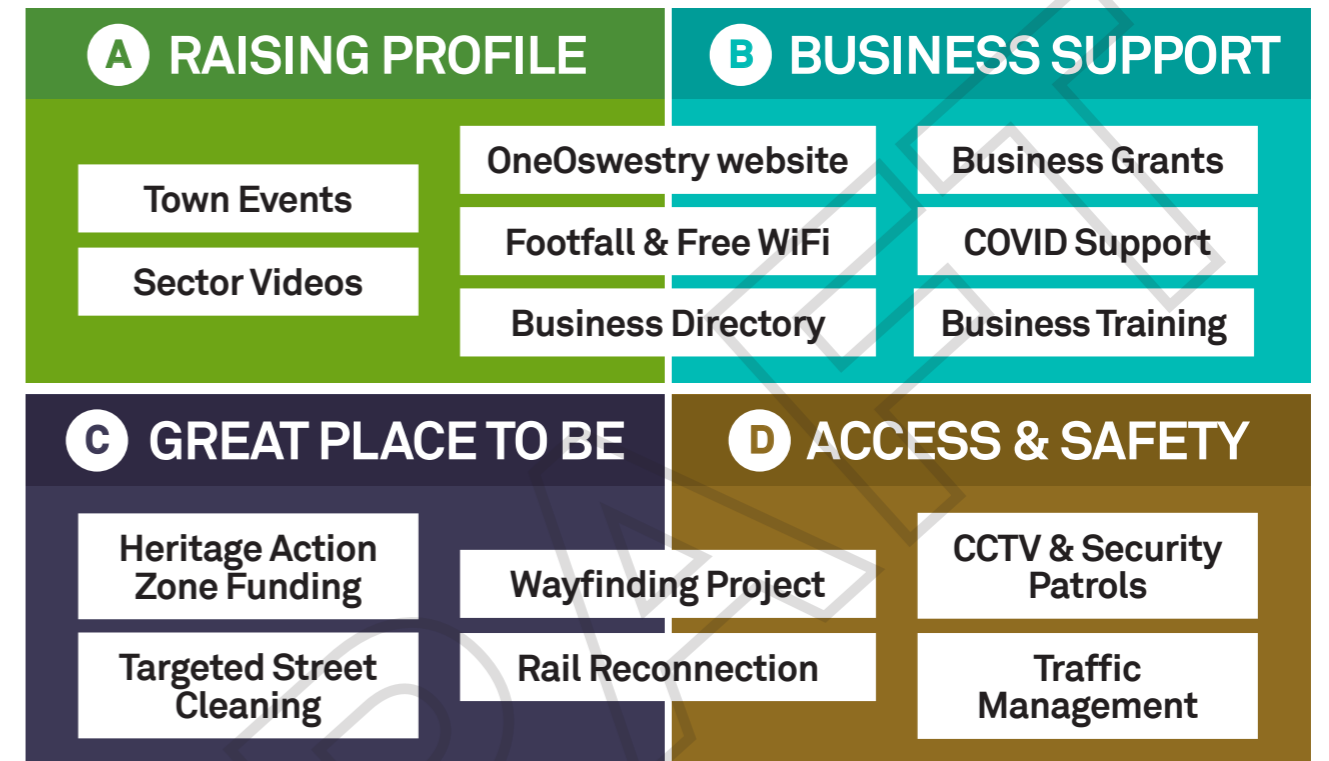 A RAISING PROFILE
Town Events
Sector Videos
OneOswestry website
Footfall & Free WiFi
Business Directory
B BUSINESS SUPPORT
Business Grants
COVID Support
Business Training
C GREAT PLACE TO BE
Heritage Action
Zone Funding
Targeted Street
Cleaning
Wayfinding Project
Rail Reconnection
D ACCESS & SAFETY
CCTV & Security
Patrols
Traffic
Management
DRAFT